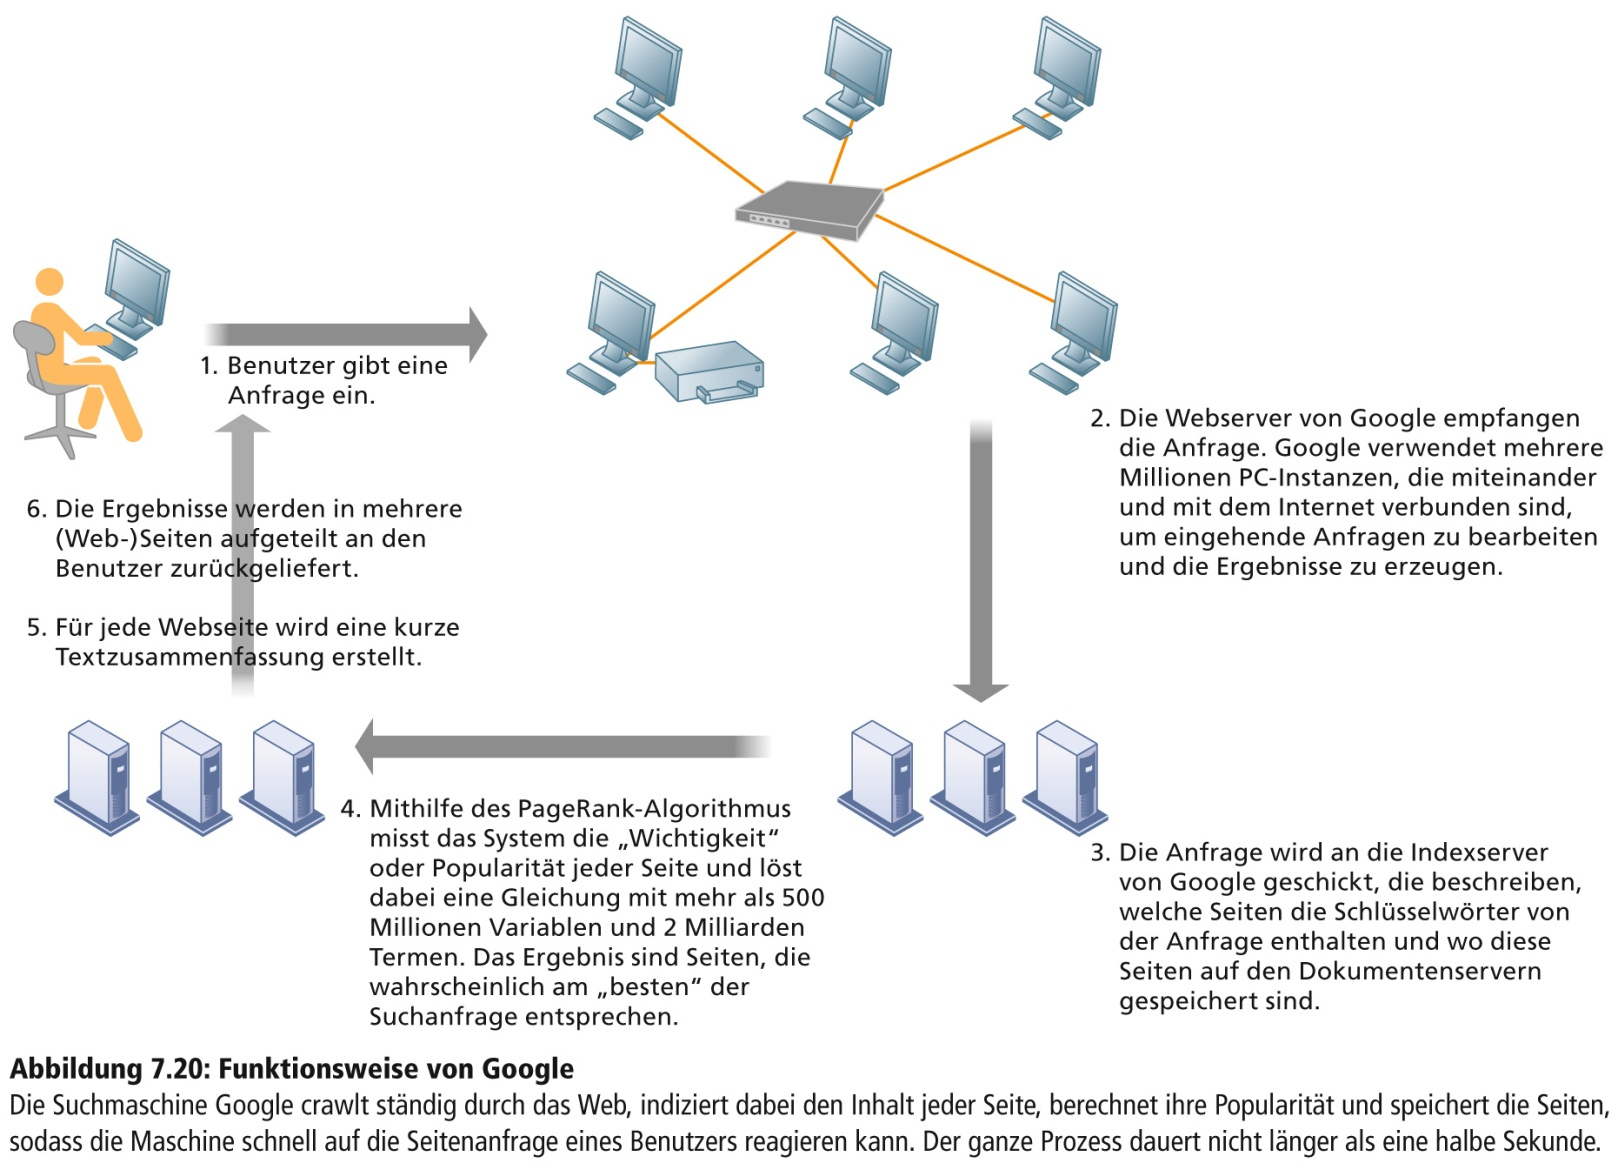 1. Benutzer gibt eine
Anfrage ein.
2. Die Webserver von Google empfangen
die Anfrage. Google verwendet mehrere
Millionen PC-Instanzen, die miteinander
und mit dem Internet verbunden sind,
um eingehende Anfragen zu bearbeiten
und die Ergebnisse zu erzeugen.
3. Die Anfrage wird an die Indexserver
von Google geschickt, die beschreiben,
welche Seiten die Schlüsselwörter von
der Anfrage enthalten und wo diese
Seiten auf den Dokumentenservern
gespeichert sind.
4. Mithilfe des PageRank-Algorithmus
misst das System die „Wichtigkeit“
oder Popularität jeder Seite und löst
dabei eine Gleichung mit mehr als 500
Millionen Variablen und 2 Milliarden
Termen. Das Ergebnis sind Seiten, die
wahrscheinlich am „besten“ der
Suchanfrage entsprechen.
5. Für jede Webseite wird eine kurze
Textzusammenfassung erstellt.
6. Die Ergebnisse werden in mehrere
(Web-)Seiten aufgeteilt an den
Benutzer zurückgeliefert.
Abbildung 7.20: Funktionsweise von Google
Die Suchmaschine Google crawlt ständig durch das Web, indiziert dabei den Inhalt jeder Seite, berechnet ihre Popularität und speichert die Seiten,
sodass die Maschine schnell auf die Seitenanfrage eines Benutzers reagieren kann. Der ganze Prozess dauert nicht länger als eine halbe Sekunde.